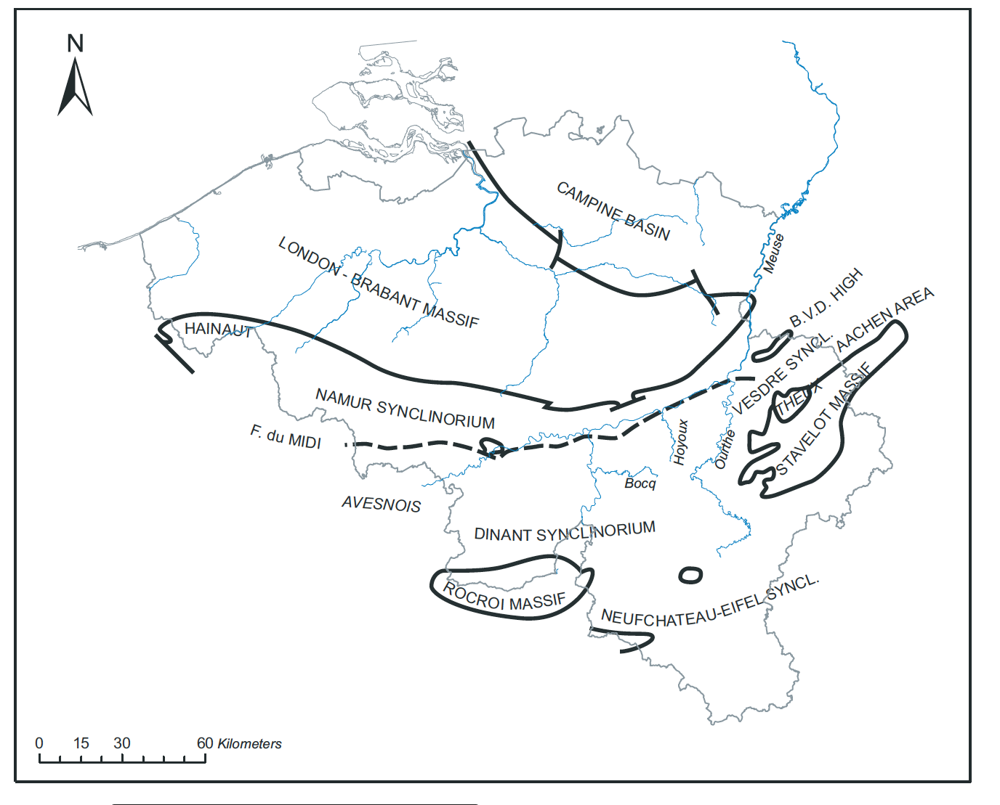 N
CAMPINE BASIN
LONDON - BRABANT MASSIF
Meuse
B.V.D. HIGH
AACHEN AREA
HAINAUT
VESDRE SYNCL.
THEUX
STAVELOT MASSIF
NAMUR SYNCLINORIUM
F. du MIDI
Hoyoux
Ourthe
Bocq
AVESNOIS
DINANT SYNCLINORIUM
ROCROI MASSIF
NEUFCHATEAU-EIFEL SYNCL.
0 15 30 60 Kilometers